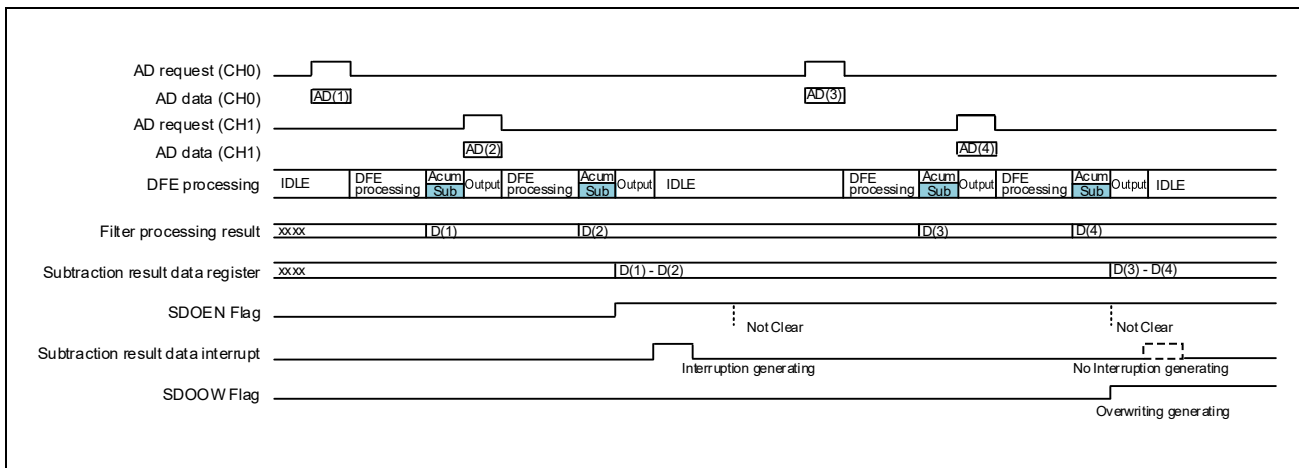 AD request (CH0)
AD data (CH0) AD(1) AD(3)
AD request (CH1)
AD data (CH1) AD(2) AD(4)
DFE processing IDLE DFE processing Acum Sub Output DFE processing Acum Sub Output IDLE DFE processing Acum Sub Output DFE processing Acum Sub Output IDLE
Filter processing result xxxx D(1) D(2) D(3) D(4)
Subtraction result data register xxxx D(1) - D(2) D(3) - D(4)
SDOEN Flag
Not Clear Not Clear
Subtraction result data interrupt
Interruption generating No Interruption generating
SDOOW Flag
Overwriting generating